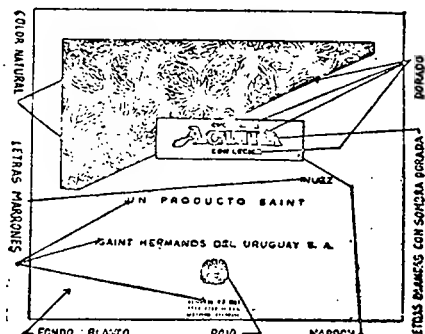 COLOR NATURAL
LETRAS MARRONES
AGUILA
CON LECHE
NUEZ
UN PRODUCTO SAINT
SAINT HERMANOS DEL URUGUAY S. A.
DORADO
LETRAS BLANCAS CON SOMBRA DORADA
FONDO: BLANCO
ROJO
MARRON